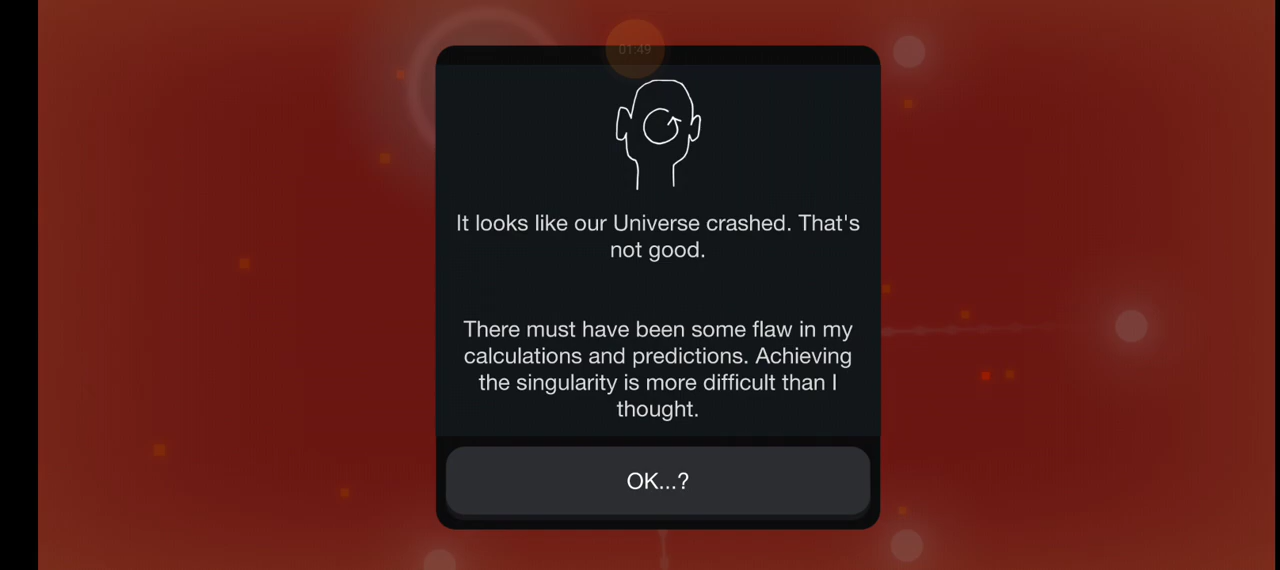 01:49
It looks like our Universe crashed. That's
not good.
There must have been some flaw in my
calculations and predictions. Achieving
the singularity is more difficult than I
thought.
OK...?